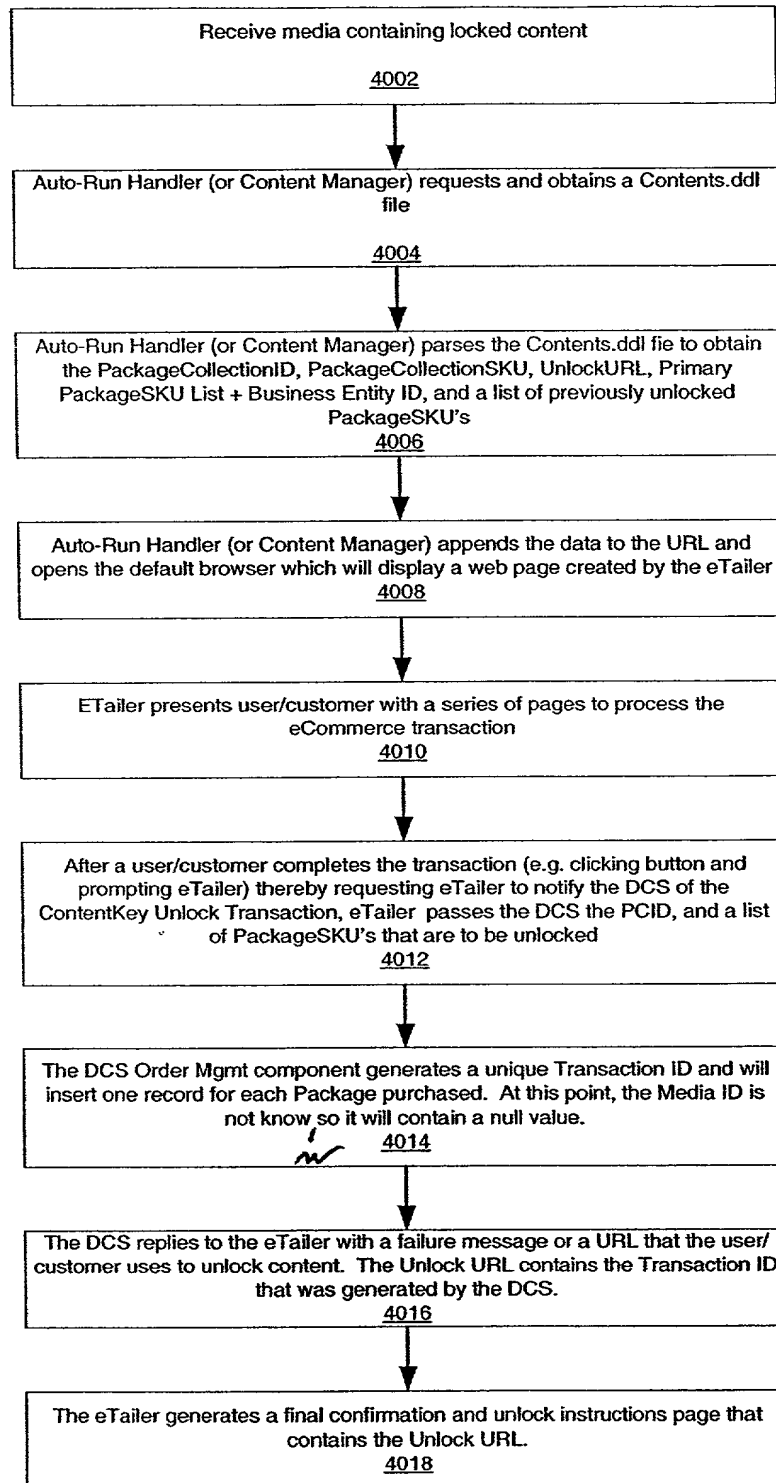 Receive media containing locked content
4002
Auto-Run Handler (or Content Manager) requests and obtains a Contents.ddl
file
4004
Auto-Run Handler (or Content Manager) parses the Contents.ddl fie to obtain
the PackageCollectionID, PackageCollectionSKU, UnlockURL, Primary
PackageSKU List + Business Entity ID, and a list of previously unlocked
PackageSKU's
4006
Auto-Run Handler (or Content Manager) appends the data to the URL and
opens the default browser which will display a web page created by the eTailer
4008
ETailer presents user/customer with a series of pages to process the
eCommerce transaction
4010
After a user/customer completes the transaction (e.g. clicking button and
prompting eTailer) thereby requesting eTailer to notify the DCS of the
ContentKey Unlock Transaction, eTailer passes the DCS the PCID, and a list
of PackageSKU's that are to be unlocked
4012
The DCS Order Mgmt component generates a unique Transaction ID and will
insert one record for each Package purchased. At this point, the Media ID is
not know so it will contain a null value.
4014
The DCS replies to the eTailer with a failure message or a URL that the user/
customer uses to unlock content. The Unlock URL contains the Transaction ID
that was generated by the DCS.
4016
The eTailer generates a final confirmation and unlock instructions page that
contains the Unlock URL.
4018